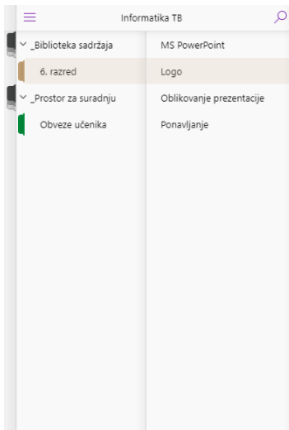 Informatika TB
_Biblioteka sadržaja
6. razred
_Prostor za suradnju
Obveze učenika
MS PowerPoint
Logo
Oblikovanje prezentacije
Ponavljanje